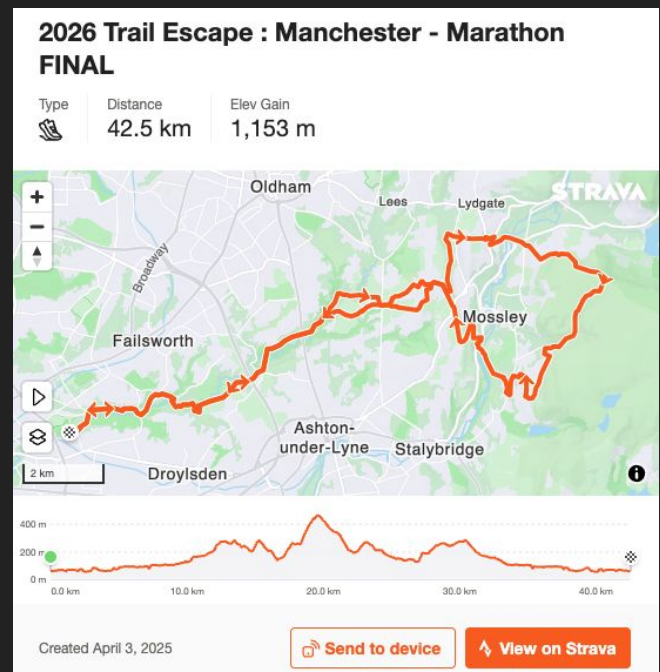 2026 Trail Escape : Manchester - Marathon
FINAL
Type
Distance
Elev Gain
42.5 km
1,153 m
Oldham
STRAVA
Lees
Lydgate
Broadway
Mossley
Failsworth
Ashton-
under-Lyne
Stalybridge
Droylsden
2 km
400 m
200 m
0 m
0.0 km
10.0 km
20.0 km
30.0 km
40.0 km
Created April 3, 2025
Send to device
View on Strava